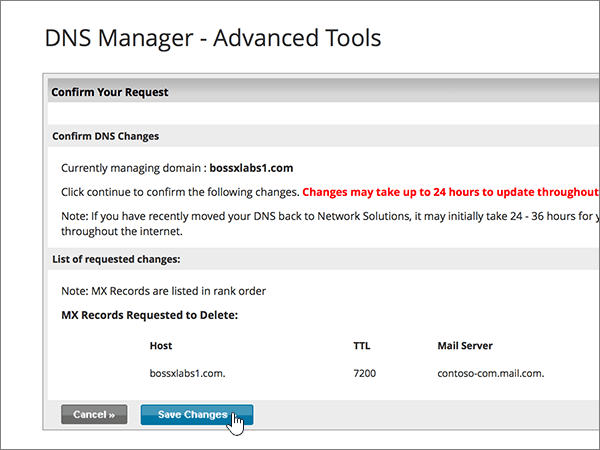 DNS Manager - Advanced Tools
Confirm Your Request
Confirm DNS Changes
Currently managing domain : bossxlabs1.com
Click continue to confirm the following changes. Changes may take up to 24 hours to update throughout
Note: If you have recently moved your DNS back to Network Solutions, it may initially take 24 - 36 hours for
throughout the internet.
List of requested changes:
Note: MX Records are listed in rank order
MX Records Requested to Delete:
Host TTL Mail Server
bossxlabs1.com. 7200 contoso-com.mail.com.
Cancel » Save Changes